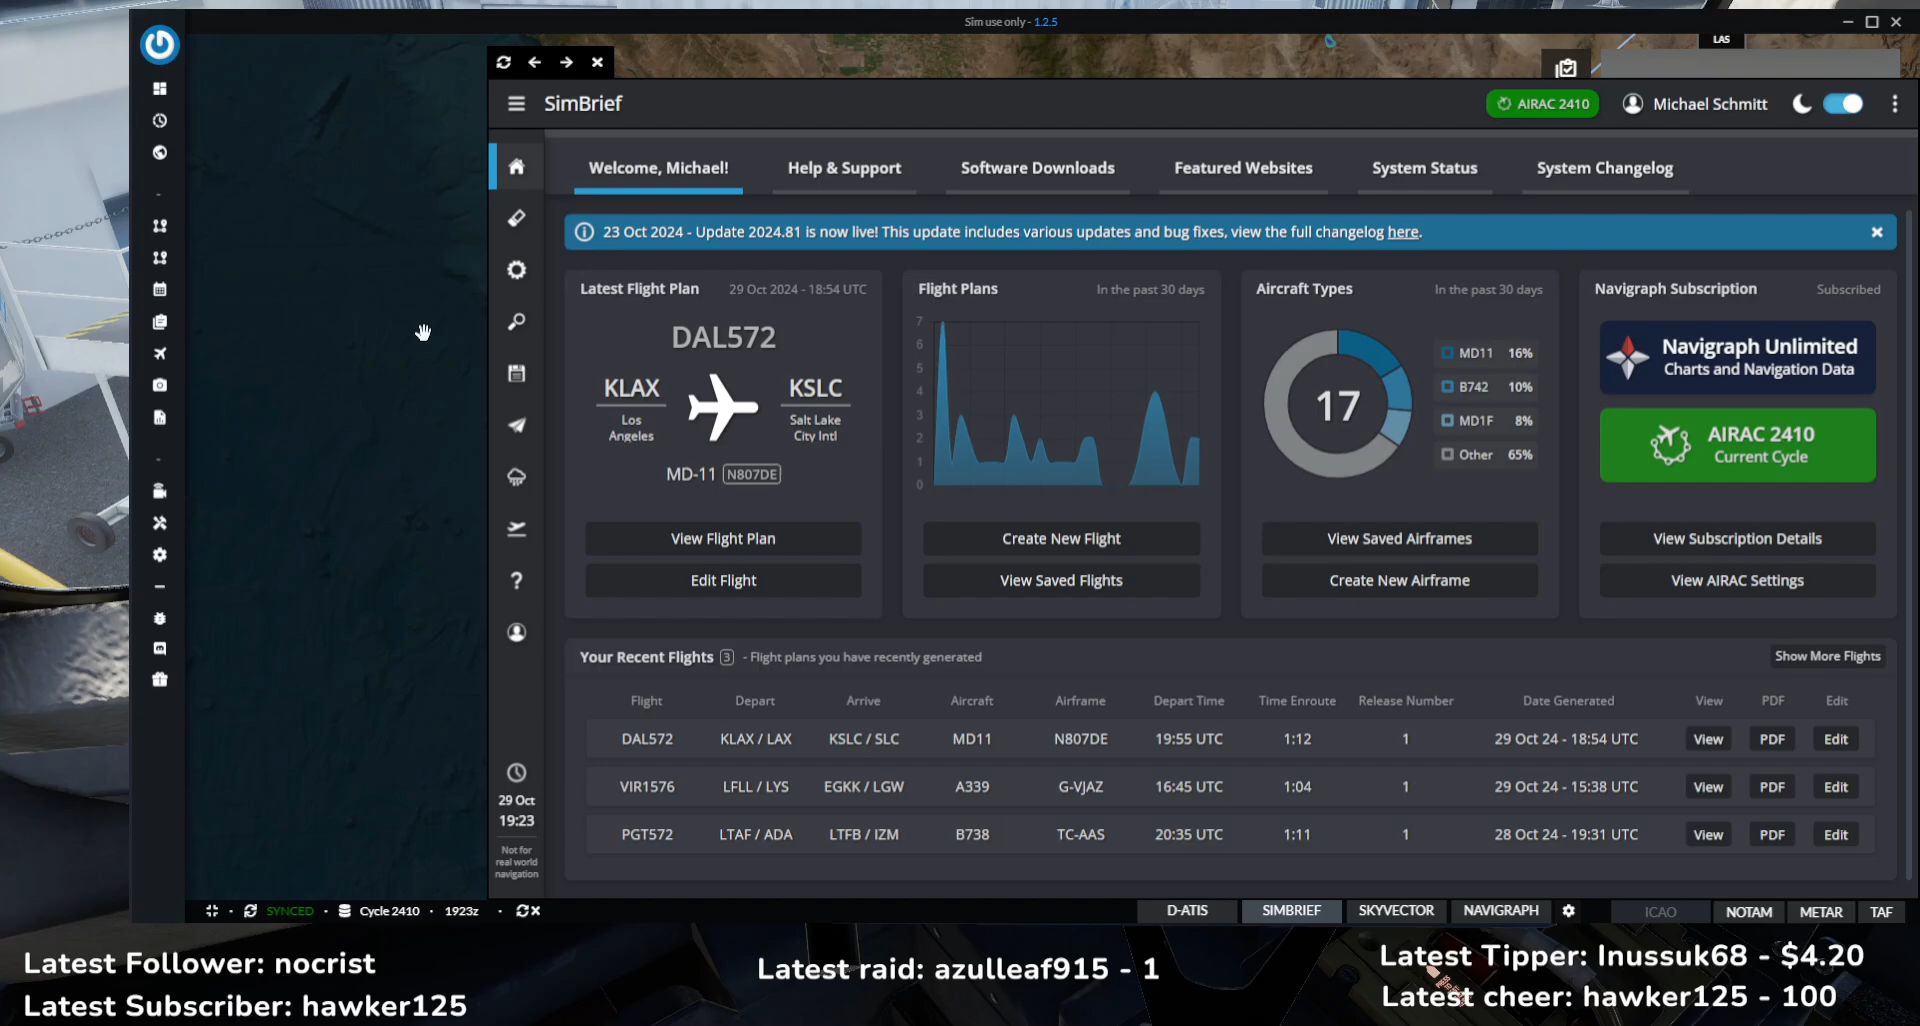 Sim use only - 1.2.5
LAS
SimBrief
AIRAC 2410
Michael Schmitt
Welcome, Michael!
Help & Support
Software Downloads
Featured Websites
System Status
System Changelog
23 Oct 2024 - Update 2024.81 is now live! This update includes various updates and bug fixes, view the full changelog here.
Latest Flight Plan
29 Oct 2024 - 18:54 UTC
DAL572
KLAX
KSLC
Los
Angeles
Salt Lake
City Intl
MD-11 N807DE
View Flight Plan
Edit Flight
Flight Plans
In the past 30 days
7
6
5
4
3
2
1
0
Create New Flight
View Saved Flights
Aircraft Types
In the past 30 days
17
MD11 16%
B742 10%
MD1F 8%
Other 65%
View Saved Airframes
Create New Airframe
Navigraph Subscription
Subscribed
Navigraph Unlimited
Charts and Navigation Data
AIRAC 2410
Current Cycle
View Subscription Details
View AIRAC Settings
Your Recent Flights 3 - Flight plans you have recently generated
Show More Flights
Flight Depart Arrive Aircraft Airframe Depart Time Time Enroute Release Number Date Generated View PDF Edit
DAL572 KLAX / LAX KSLC / SLC MD11 N807DE 19:55 UTC 1:12 1 29 Oct 24 - 18:54 UTC View PDF Edit
VIR1576 LFLL / LYS EGKK / LGW A339 G-VJAZ 16:45 UTC 1:04 1 29 Oct 24 - 15:38 UTC View PDF Edit
PGT572 LTAF / ADA LTFB / IZM B738 TC-AAS 20:35 UTC 1:11 1 28 Oct 24 - 19:31 UTC View PDF Edit
29 Oct
19:23
Not for
real world
navigation
SYNCED · Cycle 2410 · 1923z
D-ATIS
SIMBRIEF
SKYVECTOR
NAVIGRAPH
ICAO
NOTAM
METAR
TAF
Latest Follower: nocrist
Latest Subscriber: hawker125
Latest raid: azulleaf915 - 1
Latest Tipper: Inussuk68 - $4.20
Latest cheer: hawker125 - 100